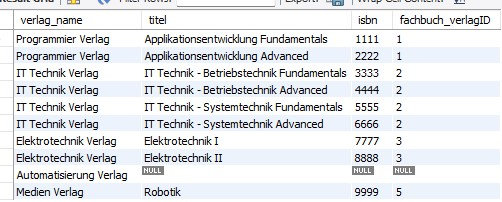 verlag_name titel isbn fachbuch_verlagID
Programmier Verlag Applikationsentwicklung Fundamentals 1111 1
Programmier Verlag Applikationsentwicklung Advanced 2222 1
IT Technik Verlag IT Technik - Betriebstechnik Fundamentals 3333 2
IT Technik Verlag IT Technik - Betriebstechnik Advanced 4444 2
IT Technik Verlag IT Technik - Systemtechnik Fundamentals 5555 2
IT Technik Verlag IT Technik - Systemtechnik Advanced 6666 2
Elektrotechnik Verlag Elektrotechnik I 7777 3
Elektrotechnik Verlag Elektrotechnik II 8888 3
Automatisierung Verlag NULL NULL NULL
Medien Verlag Robotik 9999 5